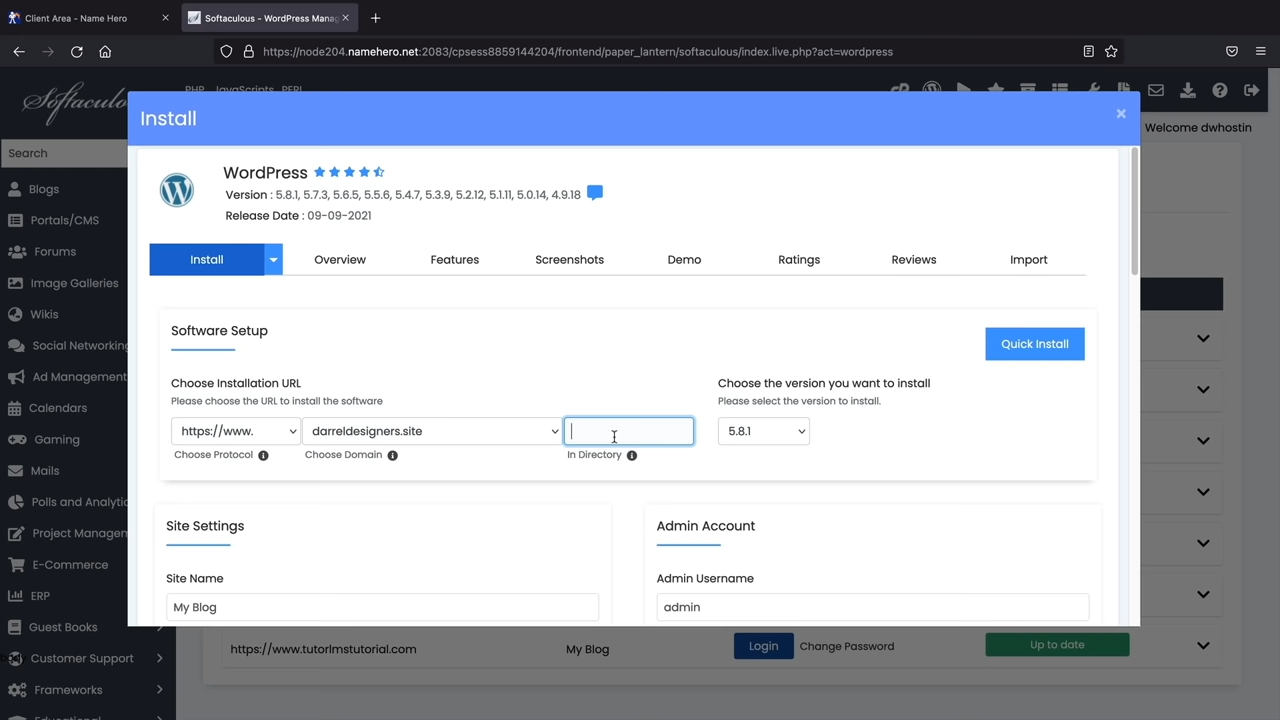 Client Area - Name Hero
Softaculous - WordPress Manag
https://node204.namehero.net:2083/cpsess8859144204/frontend/paper_lantern/softaculous/index.live.php?act=wordpress
Softaculou
PHP JavaScripts PERL
Welcome dwhostin
Search
Blogs
Portals/CMS
Forums
Image Galleries
Wikis
Social Networking
Ad Management
Calendars
Gaming
Mails
Polls and Analytic
Project Managem
E-Commerce
ERP
Guest Books
Customer Support
Frameworks
Educational
Install
WordPress
Version : 5.8.1, 5.7.3, 5.6.5, 5.5.6, 5.4.7, 5.3.9, 5.2.12, 5.1.11, 5.0.14, 4.9.18
Release Date : 09-09-2021
Install
Overview
Features
Screenshots
Demo
Ratings
Reviews
Import
Software Setup
Quick Install
Choose Installation URL
Please choose the URL to install the software
https://www.
darreldesigners.site
Choose Protocol
Choose Domain
In Directory
Choose the version you want to install
Please select the version to install.
5.8.1
Site Settings
Site Name
My Blog
Admin Account
Admin Username
admin
https://www.tutorlmstutorial.com
My Blog
Login
Change Password
Up to date